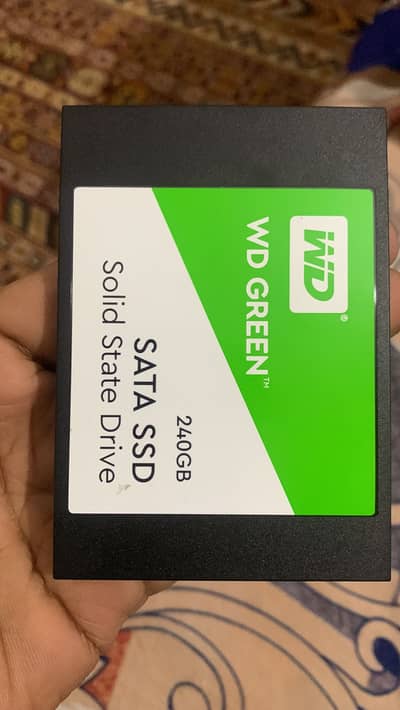 WD®
WD GREEN™
240GB
SATA SSD
Solid State Drive